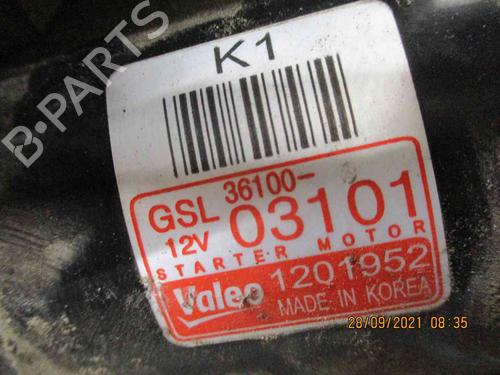 B-PARTS
K1
GSL 36100-
12V 03101
STARTER MOTOR
Valeo 1201952
MADE IN KOREA
28/09/2021 08:35